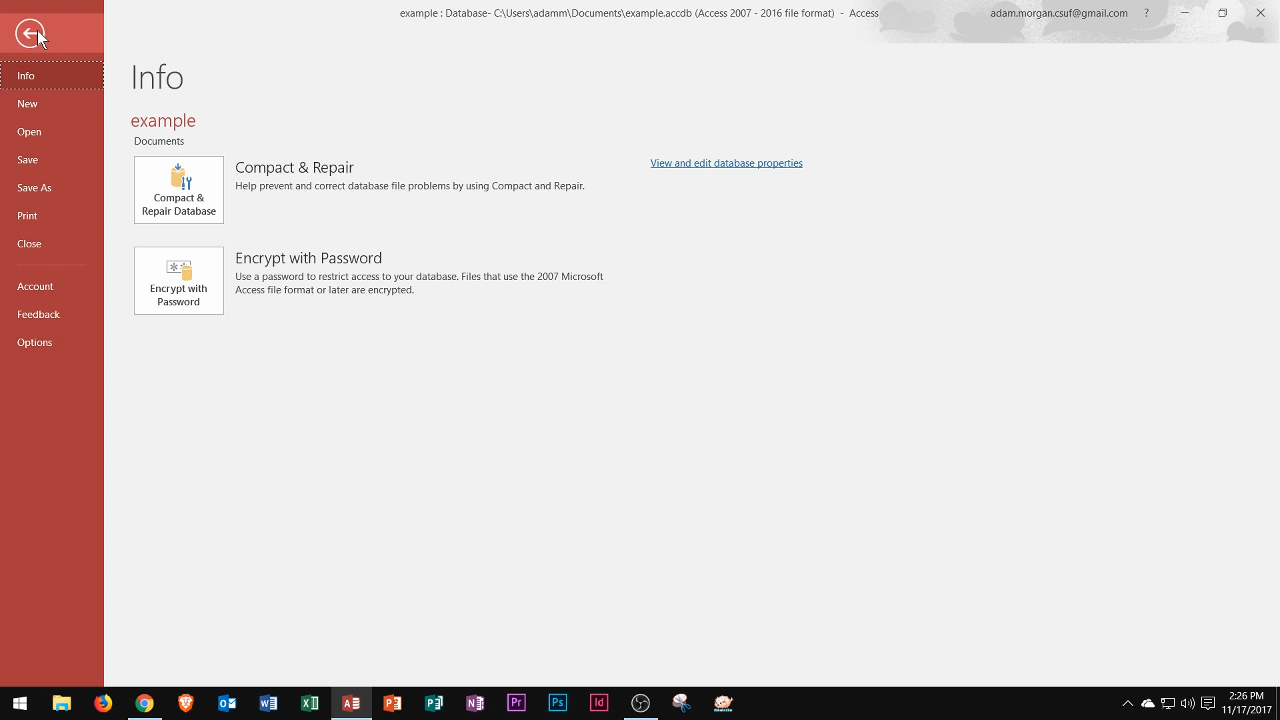 example : Database- C:\Users\adamm\Documents\example.accdb (Access 2007 - 2016 file format) - Access
adam.morgan.csuf@gmail.com
?
Info
New
Open
Save
Save As
Print
Close
Account
Feedback
Options
Info
example
Documents
Compact &
Repair Database
Compact & Repair
Help prevent and correct database file problems by using Compact and Repair.
View and edit database properties
Encrypt with
Password
Encrypt with Password
Use a password to restrict access to your database. Files that use the 2007 Microsoft
Access file format or later are encrypted.
Pr
Ps
Id
2:26 PM
11/17/2017